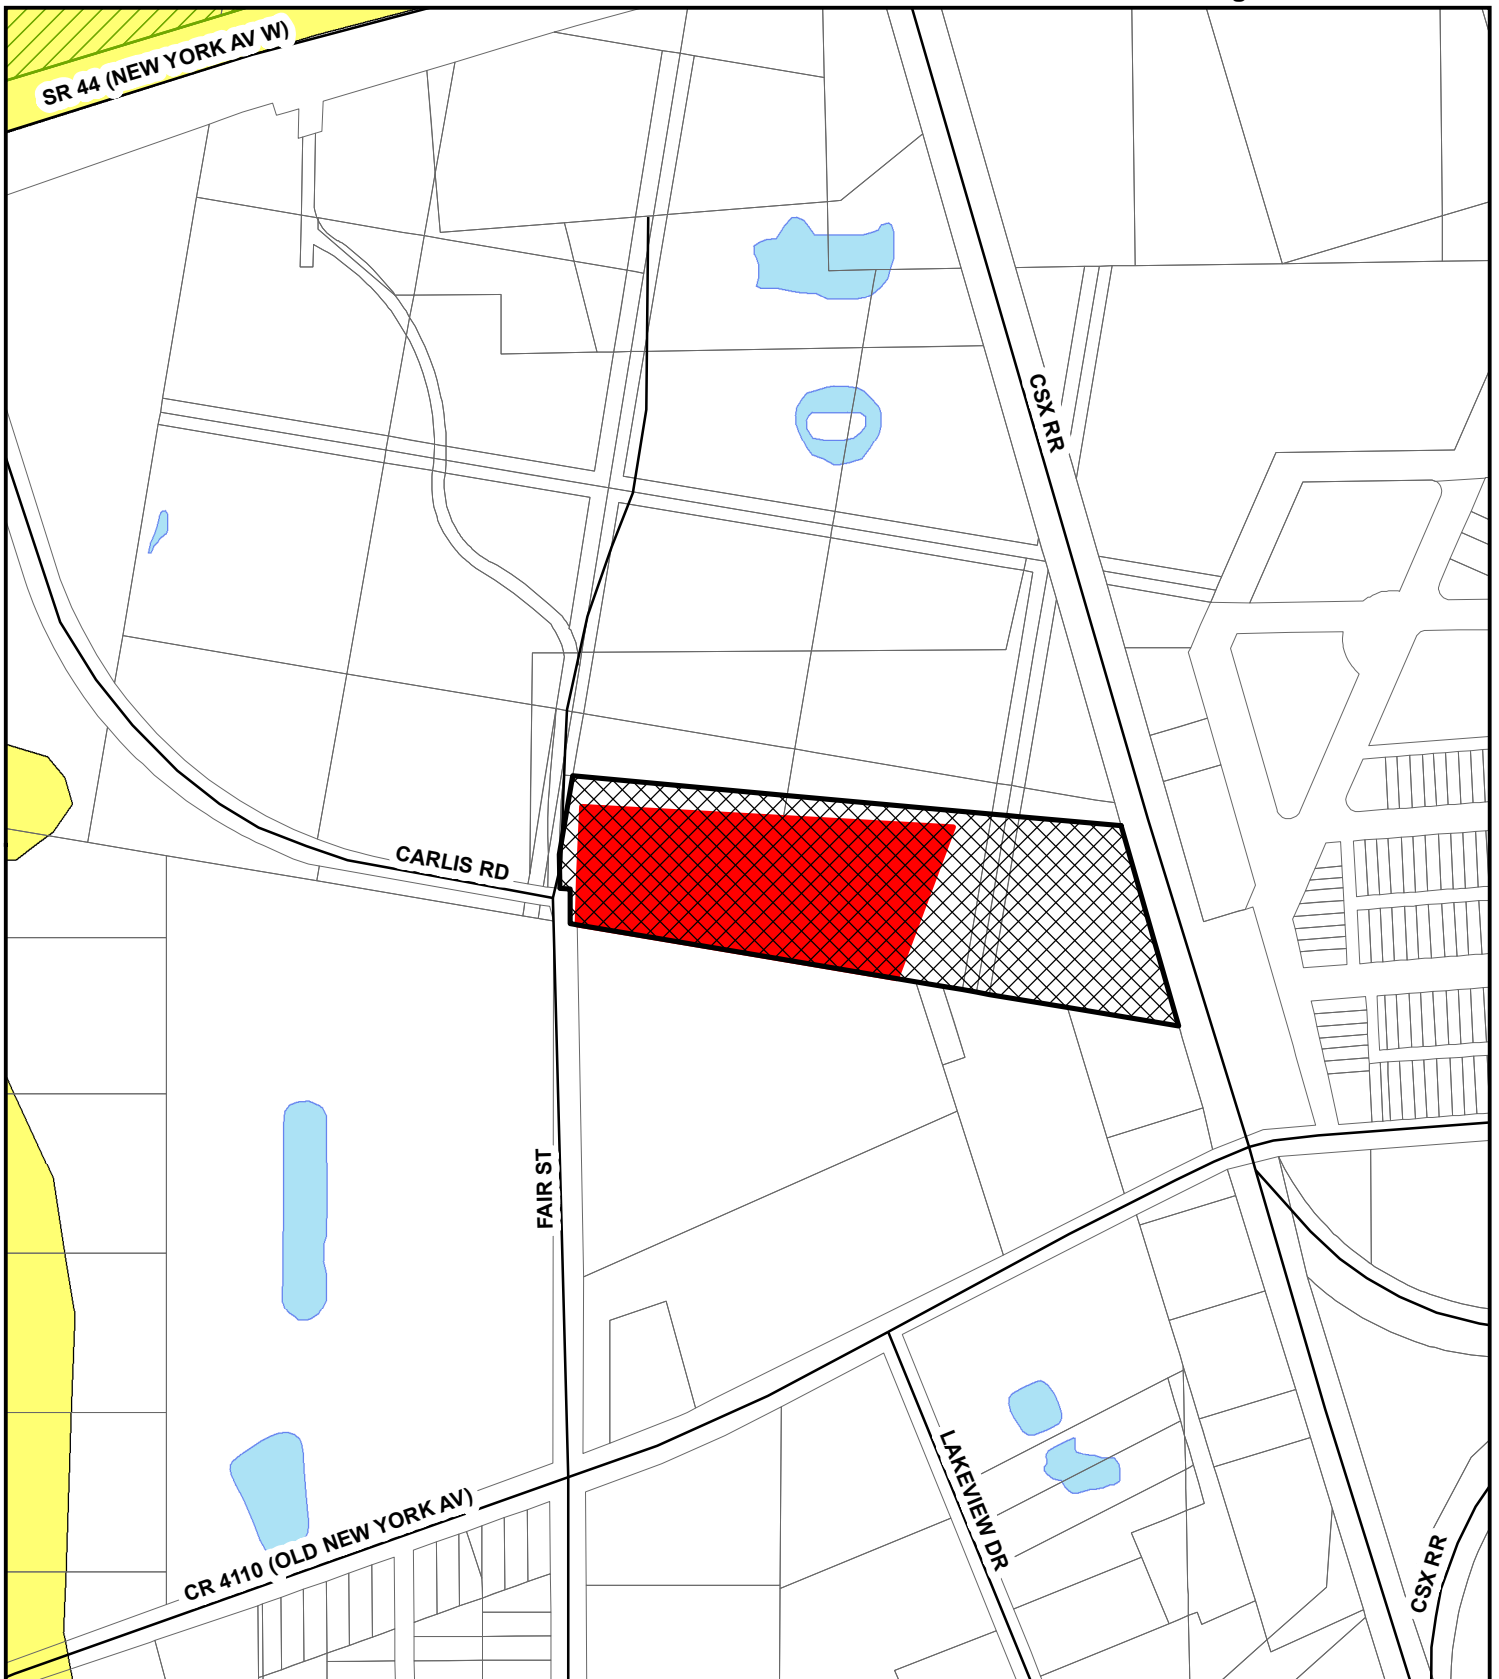 SR 44 (NEW YORK AV W)
CSX RR
CARLIS RD
FAIR ST
LAKEVIEW DR
CR 4110 (OLD NEW YORK AV)
CSX RR